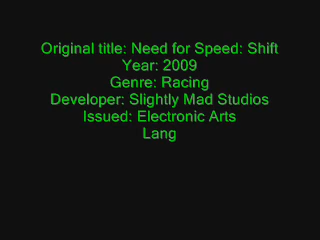 Original title: Need for Speed: Shift
Year: 2009
Genre: Racing
Developer: Slightly Mad Studios
Issued: Electronic Arts
Lang